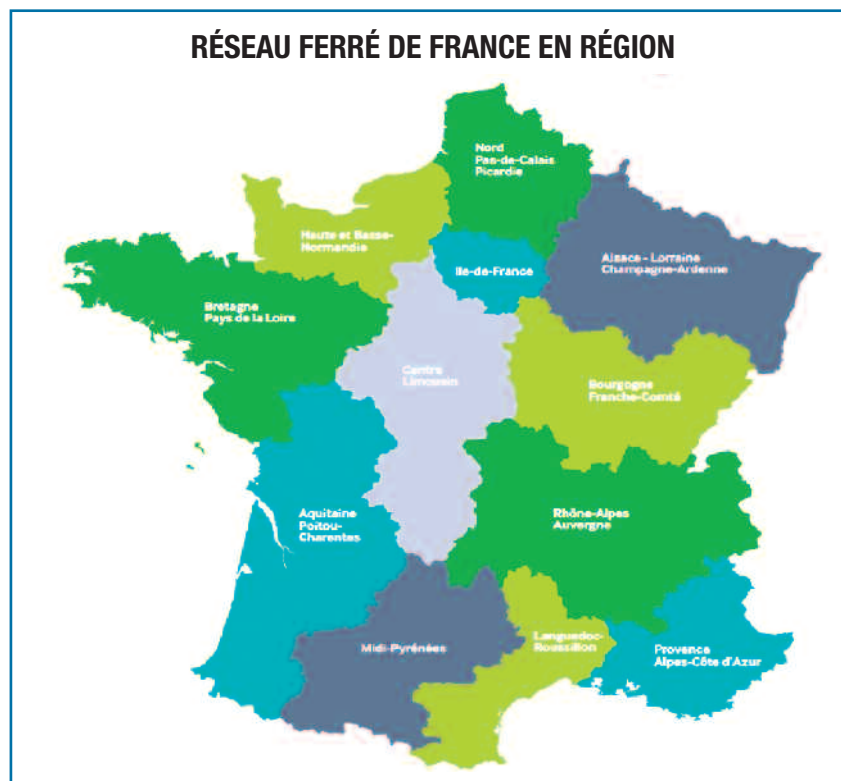 RÉSEAU FERRÉ DE FRANCE EN RÉGION
Nord
Pas-de-Calais
Picardie
Haute et Basse-
Normandie
Ile-de-France
Alsace - Lorraine
Champagne-Ardenne
Bretagne
Pays de la Loire
Centre
Limousin
Bourgogne
Franche-Comté
Aquitaine
Poitou-
Charentes
Rhône-Alpes
Auvergne
Midi-Pyrénées
Languedoc-
Roussillon
Provence
Alpes-Côte d'Azur